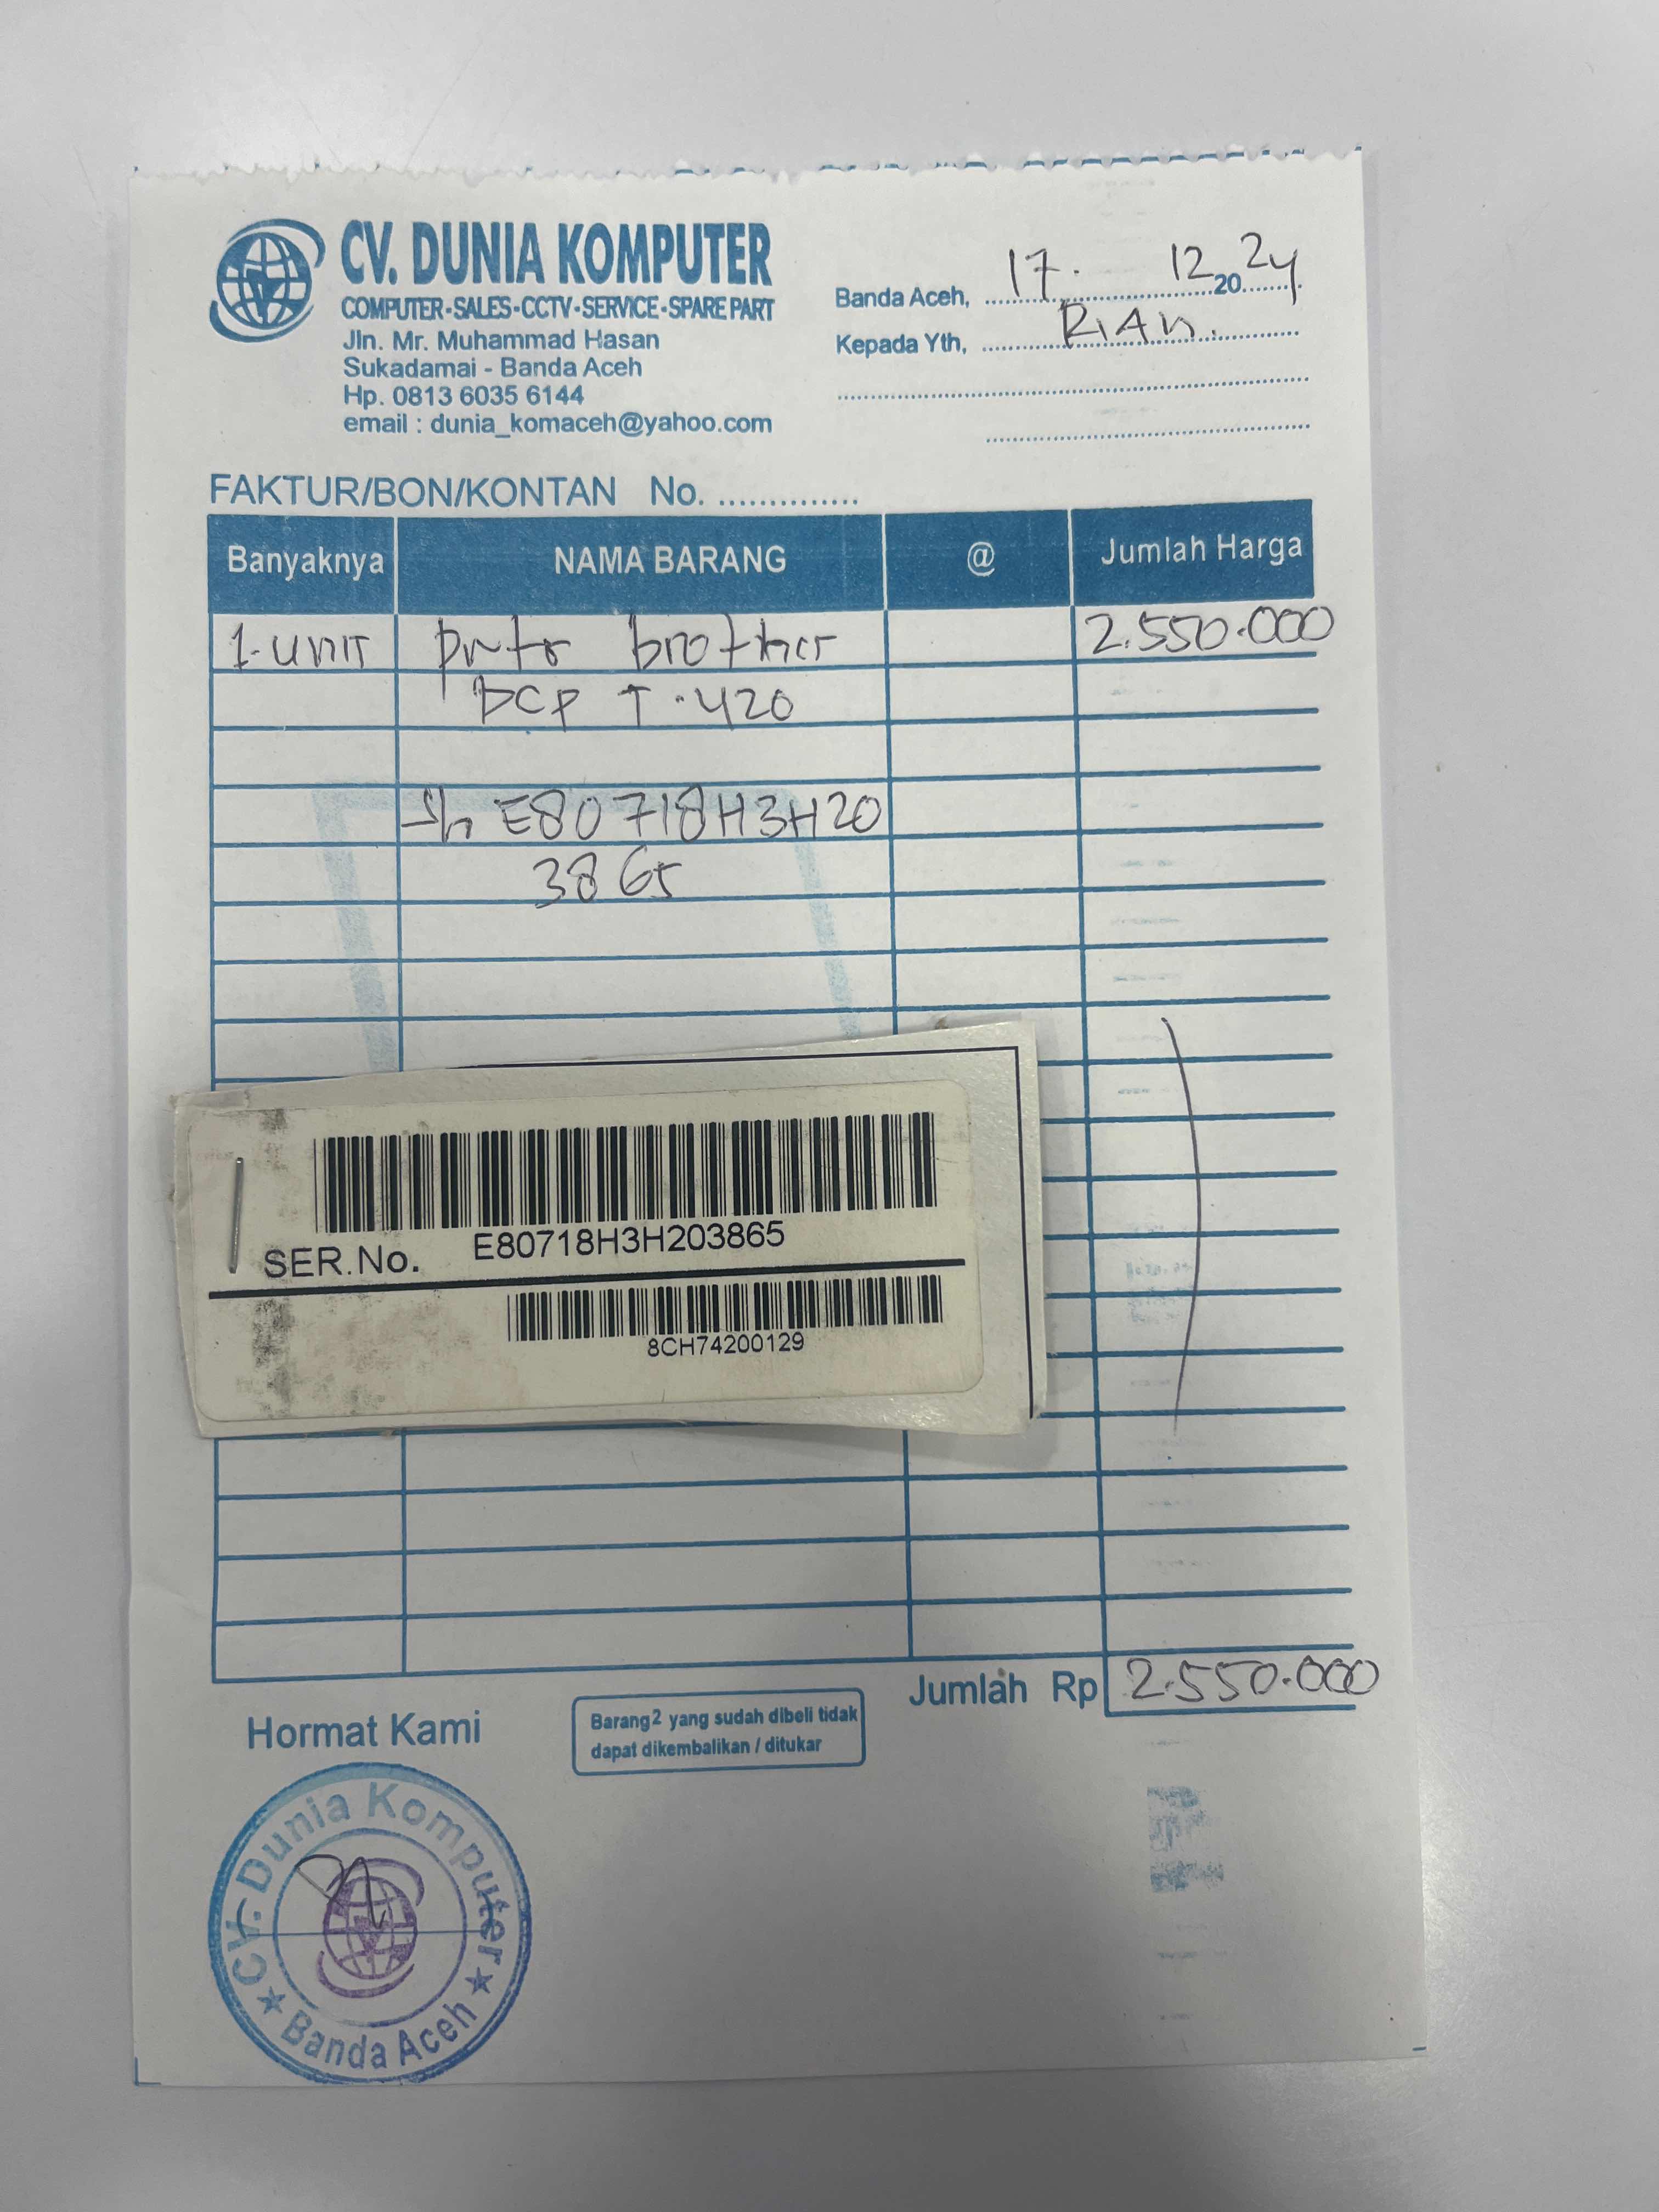 CV. DUNIA KOMPUTER
COMPUTER-SALES-CCTV-SERVICE-SPARE PART
Jln. Mr. Muhammad Hasan
Sukadamai - Banda Aceh
Hp. 0813 6035 6144
email : dunia_komaceh@yahoo.com
Banda Aceh, 17. 12 2024
Kepada Yth, RIAN.
FAKTUR/BON/KONTAN No. ..............
Banyaknya NAMA BARANG @ Jumlah Harga
1. UNIT Prntr brother 2.550.000
DCP T.420
S/n E80718H3H20
3865
SER.No. E80718H3H203865
8CH74200129
Jumlah Rp 2.550.000
Hormat Kami
Barang2 yang sudah dibeli tidak
dapat dikembalikan / ditukar
CV. Dunia Komputer
Banda Aceh